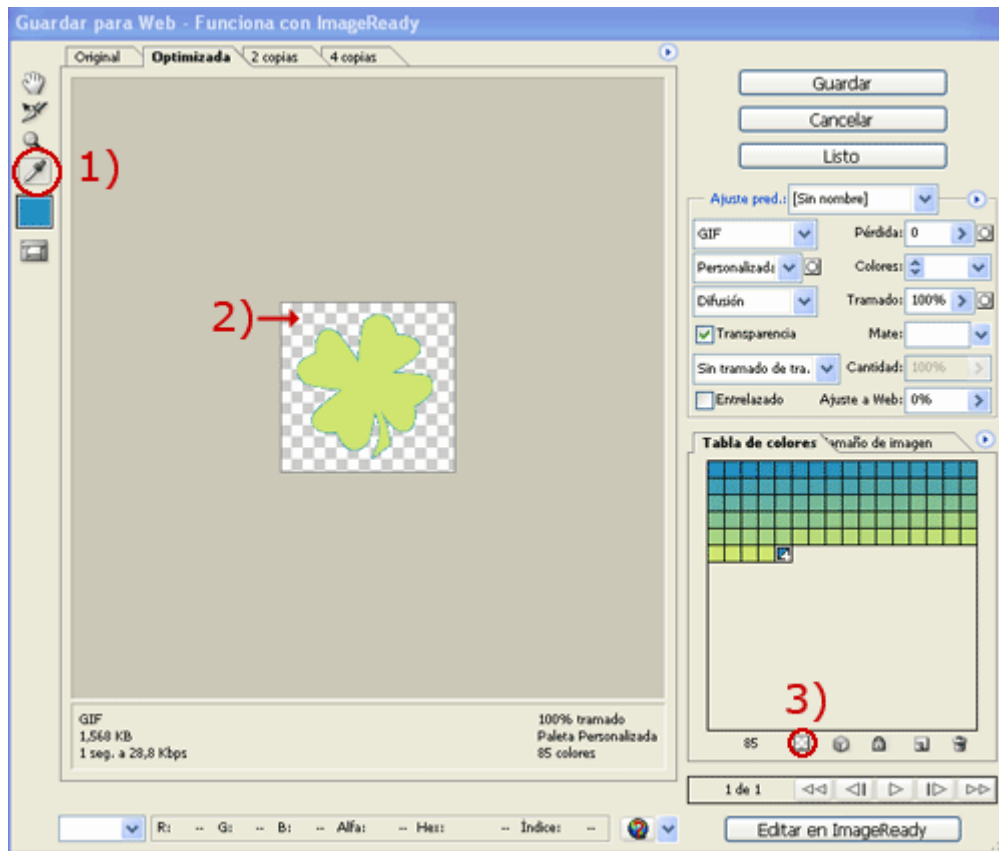 Guardar para Web - Funciona con ImageReady
Original Optimizada 2 copias 4 copias
1)
2)
GIF
1,568 KB
1 seg. a 28,8 Kbps
100% tramado
Paleta Personalizada
85 colores
R: -- G: -- B: -- Alfa: -- Hex: -- Índice: --
Guardar
Cancelar
Listo
Ajuste pred.: [Sin nombre]
GIF Pérdida: 0
Personalizada Colores:
Difusión Tramado: 100%
Transparencia Mate:
Sin tramado de tra. Cantidad: 100%
Entrelazado Ajuste a Web: 0%
Tabla de colores amaño de imagen
3)
85
1 de 1
Editar en ImageReady